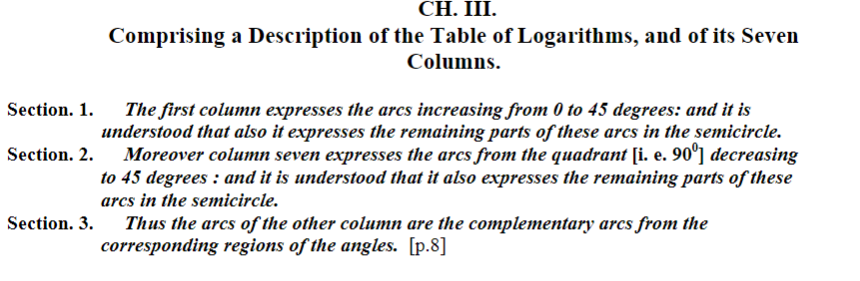 CH. III.
Comprising a Description of the Table of Logarithms, and of its Seven
Columns.
Section. 1. The first column expresses the arcs increasing from 0 to 45 degrees: and it is
understood that also it expresses the remaining parts of these arcs in the semicircle.
Section. 2. Moreover column seven expresses the arcs from the quadrant [i. e. 90⁰] decreasing
to 45 degrees : and it is understood that it also expresses the remaining parts of these
arcs in the semicircle.
Section. 3. Thus the arcs of the other column are the complementary arcs from the
corresponding regions of the angles. [p.8]